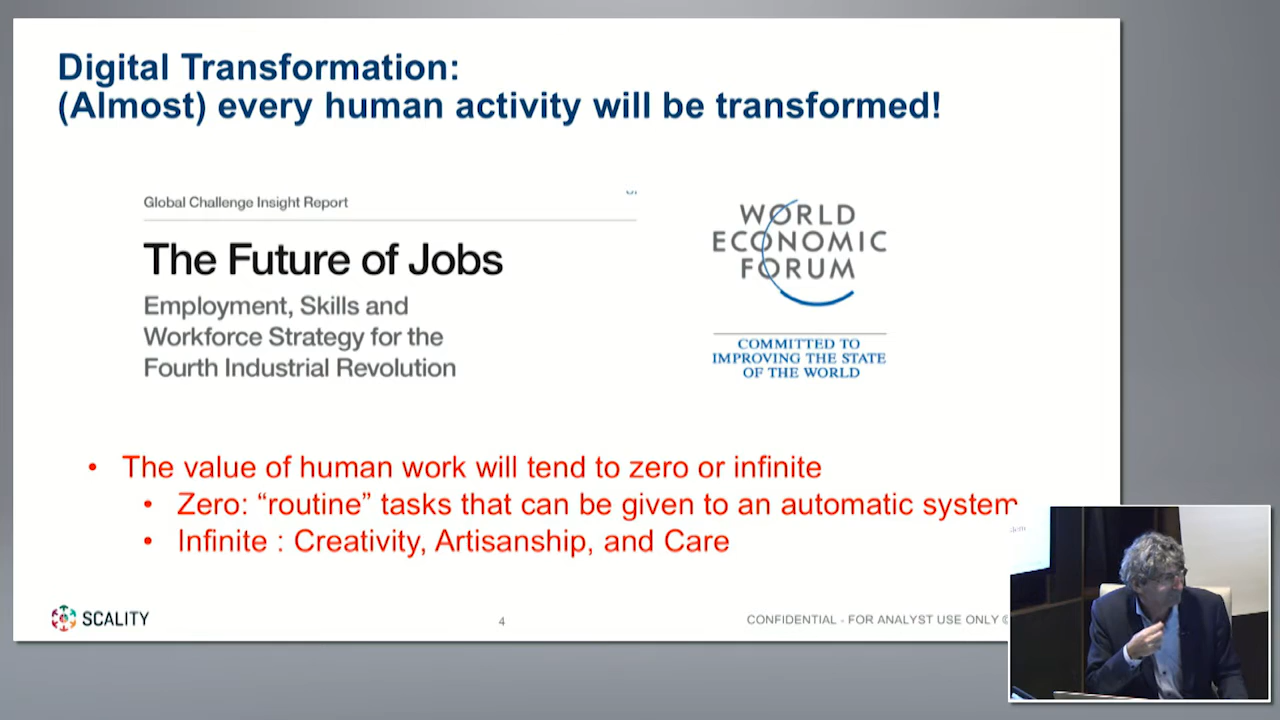 Digital Transformation:
(Almost) every human activity will be transformed!
Global Challenge Insight Report
The Future of Jobs
Employment, Skills and
Workforce Strategy for the
Fourth Industrial Revolution
WORLD
ECONOMIC
FORUM
COMMITTED TO
IMPROVING THE STATE
OF THE WORLD
• The value of human work will tend to zero or infinite
• Zero: “routine” tasks that can be given to an automatic system
• Infinite : Creativity, Artisanship, and Care
SCALITY
4
CONFIDENTIAL - FOR ANALYST USE ONLY ©